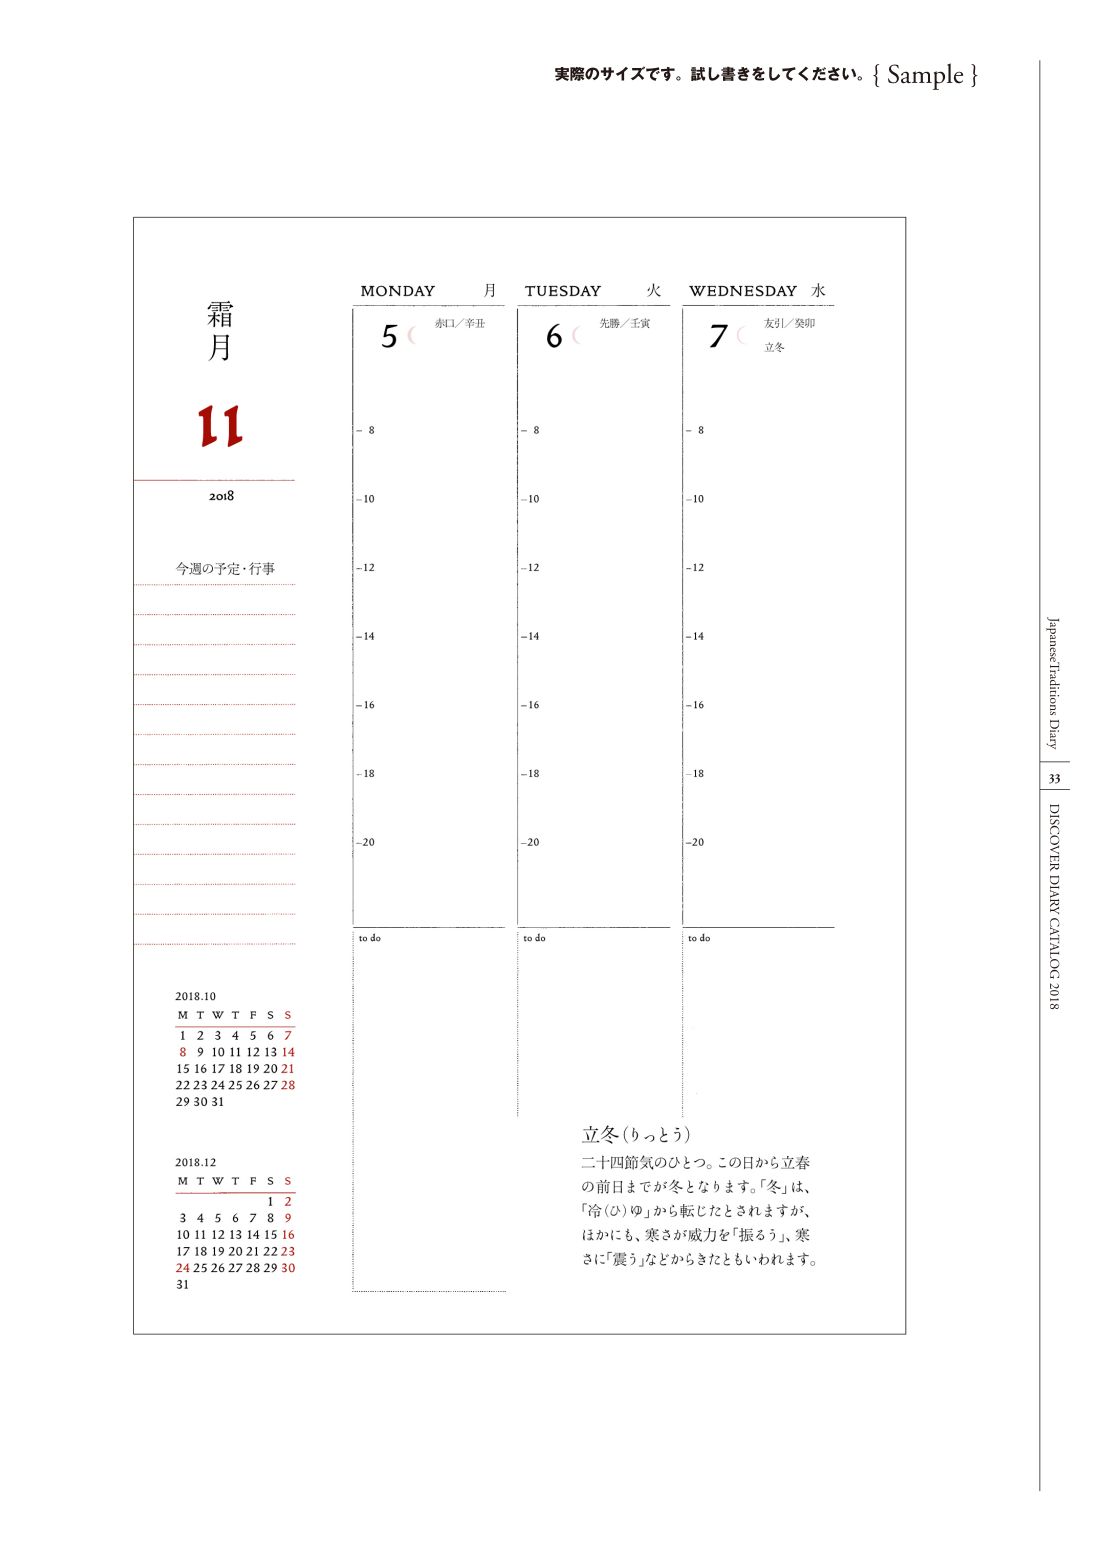 実際のサイズです。試し書きをしてください。{ Sample }
霜月
11
2018
今週の予定・行事
2018.10
M T W T F S S
1 2 3 4 5 6 7
8 9 10 11 12 13 14
15 16 17 18 19 20 21
22 23 24 25 26 27 28
29 30 31
2018.12
M T W T F S S
1 2
3 4 5 6 7 8 9
10 11 12 13 14 15 16
17 18 19 20 21 22 23
24 25 26 27 28 29 30
31
MONDAY 月
5 赤口／辛丑
8
10
12
14
16
18
20
to do
TUESDAY 火
6 先勝／壬寅
8
10
12
14
16
18
20
to do
WEDNESDAY 水
7 友引／癸卯
立冬
8
10
12
14
16
18
20
to do
立冬（りっとう）
二十四節気のひとつ。この日から立春
の前日までが冬となります。「冬」は、
「冷（ひ）ゆ」から転じたとされますが、
ほかにも、寒さが威力を「振るう」、寒
さに「震う」などからきたともいわれます。
Japanese Traditions Diary
33
DISCOVER DIARY CATALOG 2018